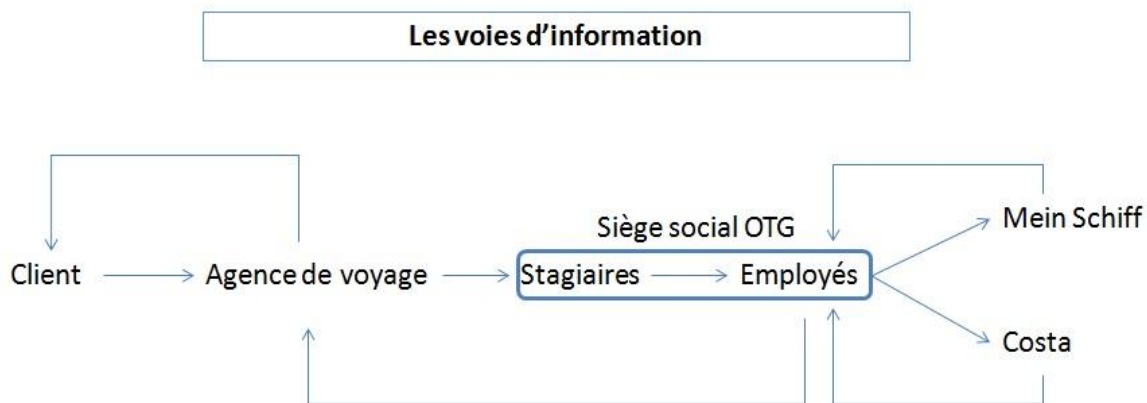 Les voies d'information
Siège social OTG
Mein Schiff
Client
Agence de voyage
Stagiaires
Employés
Costa